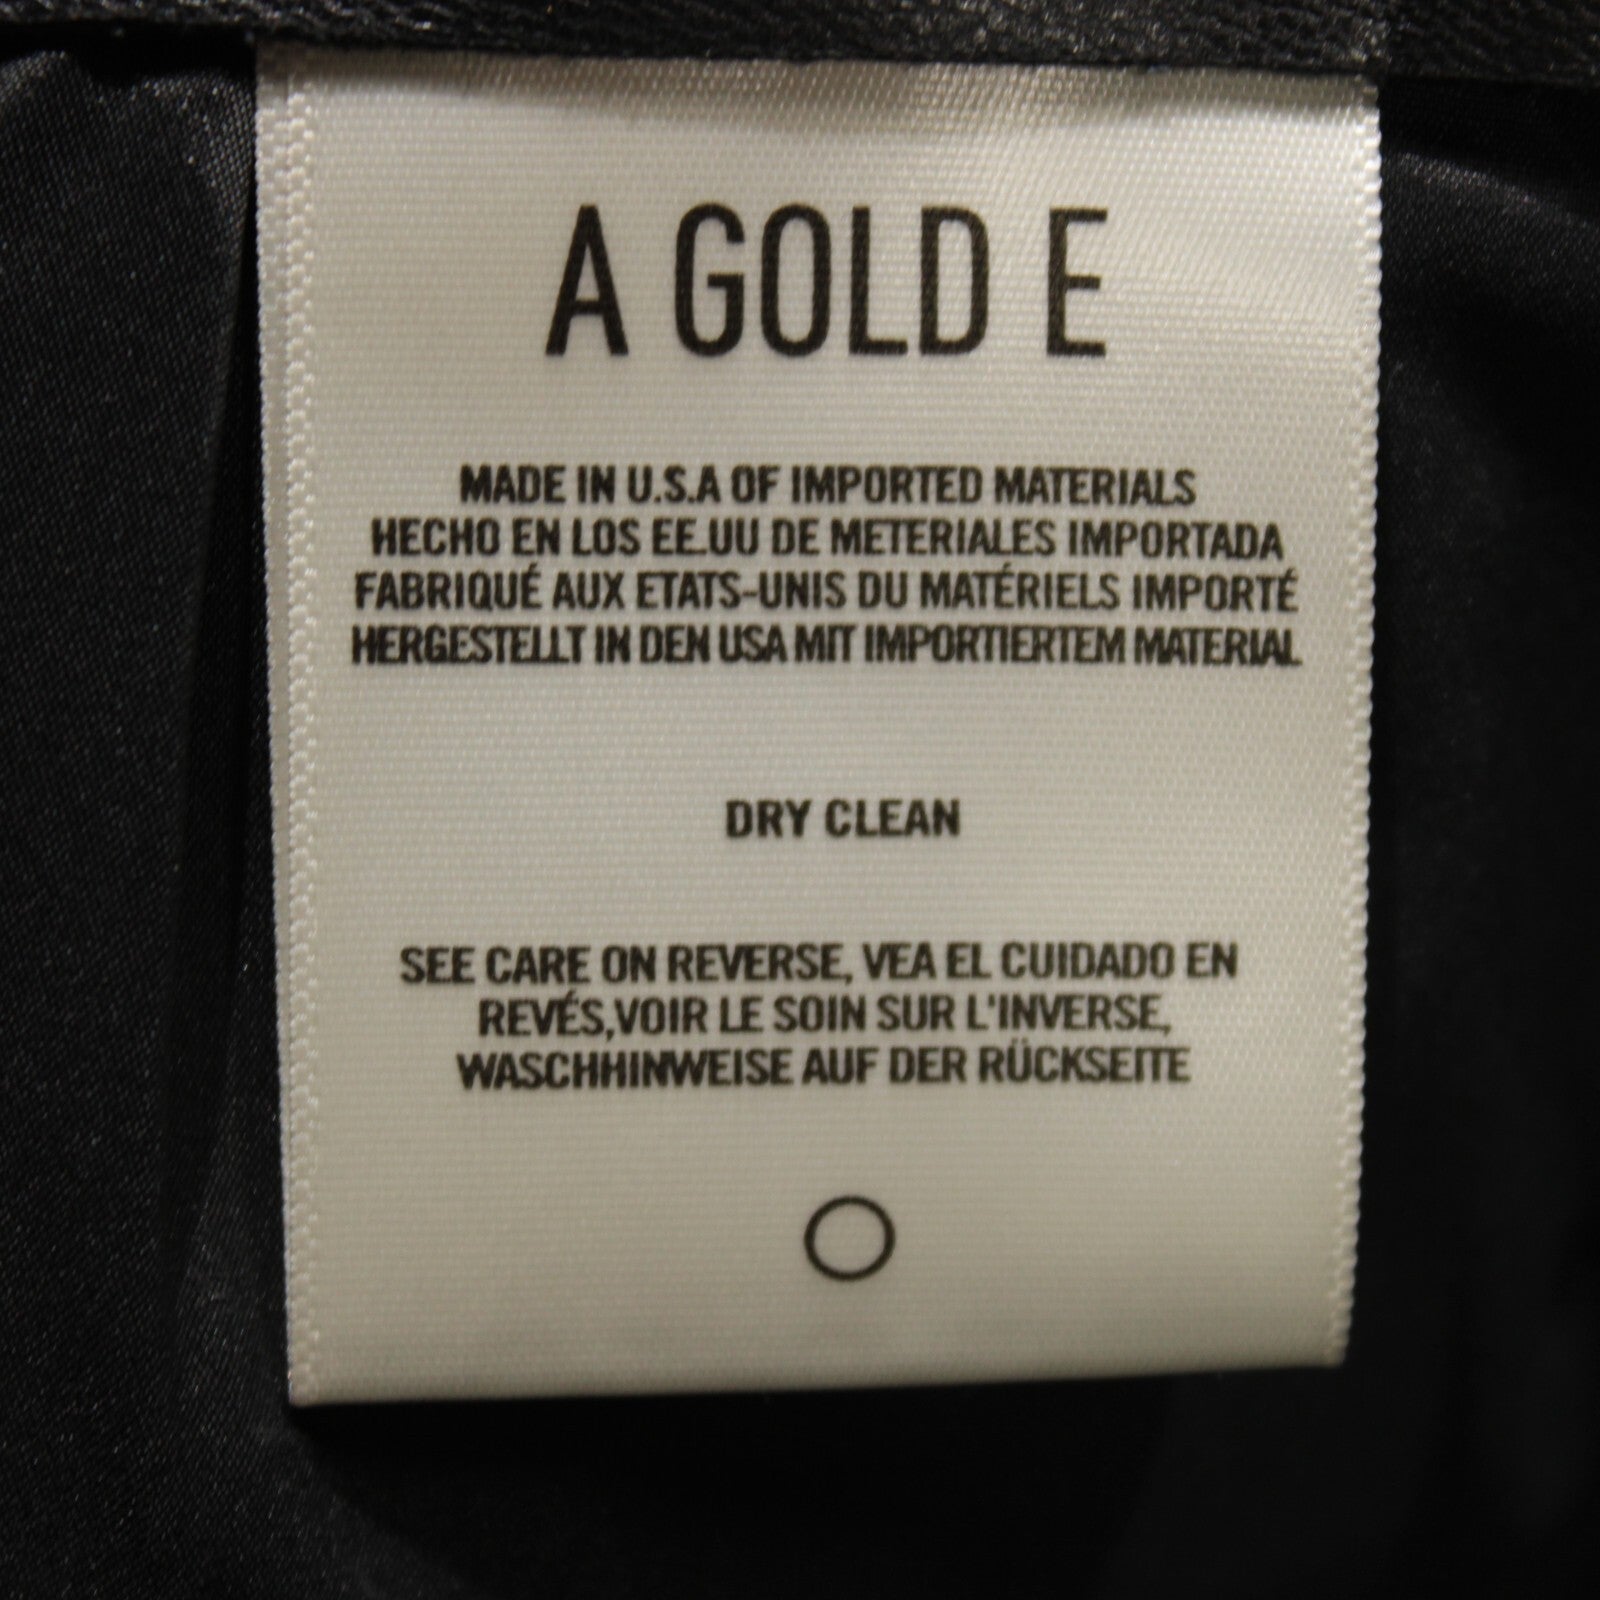 A GOLD E
MADE IN U.S.A OF IMPORTED MATERIALS
HECHO EN LOS EE.UU DE METERIALES IMPORTADA
FABRIQUÉ AUX ETATS-UNIS DU MATÉRIELS IMPORTÉ
HERGESTELLT IN DEN USA MIT IMPORTIERTEM MATERIAL
DRY CLEAN
SEE CARE ON REVERSE, VEA EL CUIDADO EN
REVÉS,VOIR LE SOIN SUR L'INVERSE,
WASCHHINWEISE AUF DER RÜCKSEITE